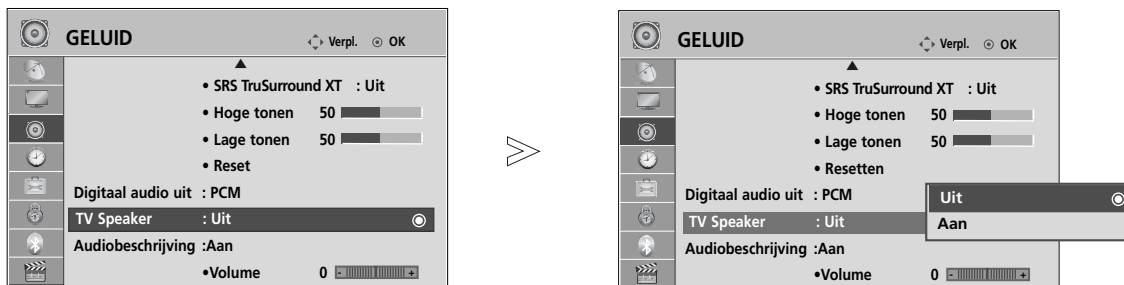 GELUID Verpl. OK
• SRS TruSurround XT : Uit
• Hoge tonen 50
• Lage tonen 50
• Reset
Digitaal audio uit : PCM
TV Speaker : Uit
Audiobeschrijving :Aan
•Volume 0 - +
GELUID Verpl. OK
• SRS TruSurround XT : Uit
• Hoge tonen 50
• Lage tonen 50
• Resetten
Digitaal audio uit : PCM
TV Speaker : Uit
Uit
Aan
Audiobeschrijving :Aan
•Volume 0 - +